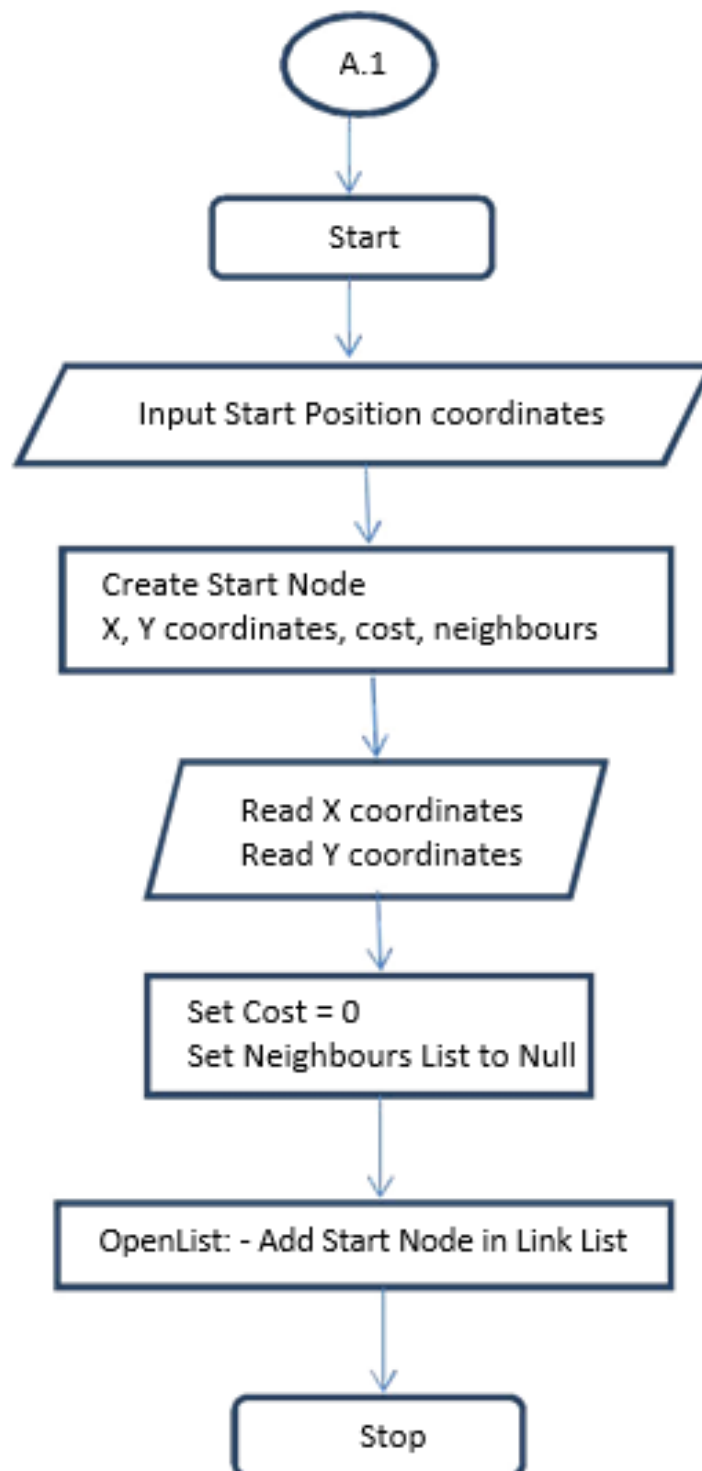 A.1
Start
Input Start Position coordinates
Create Start Node
X, Y coordinates, cost, neighbours
Read X coordinates
Read Y coordinates
Set Cost = 0
Set Neighbours List to Null
OpenList: - Add Start Node in Link List
Stop